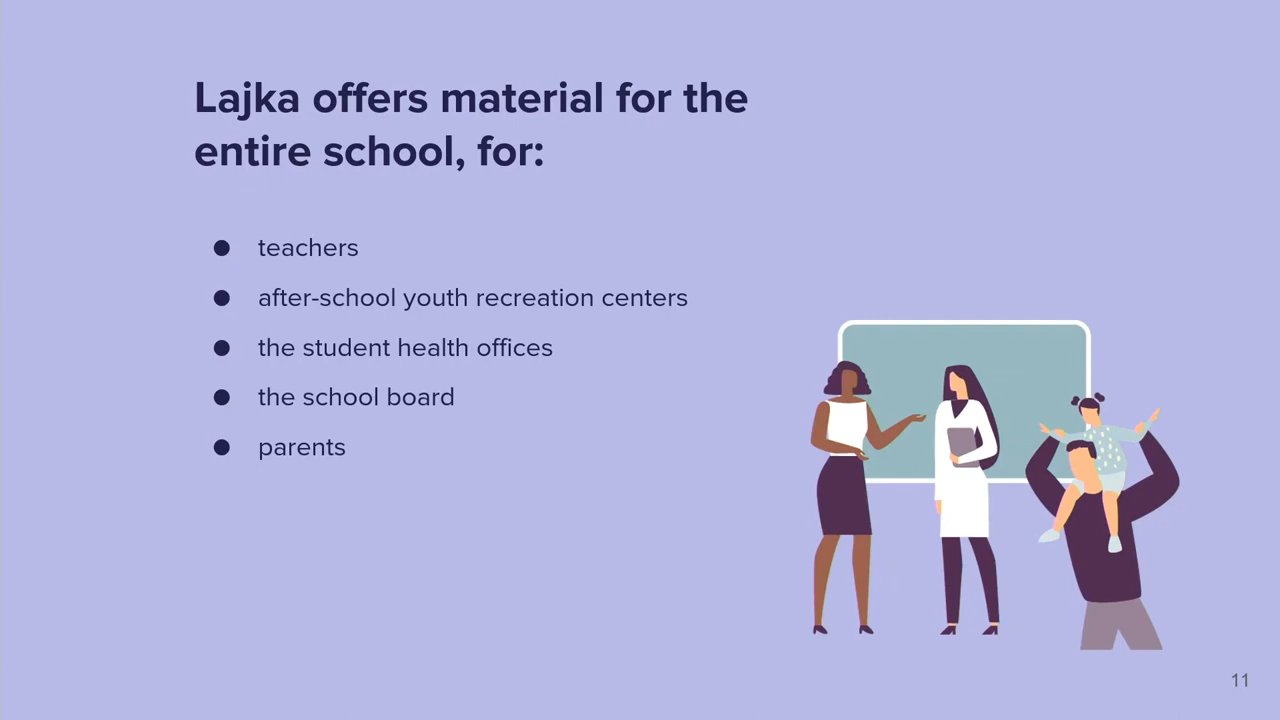 Lajka offers material for the
entire school, for:
● teachers
● after-school youth recreation centers
● the student health offices
● the school board
● parents
11